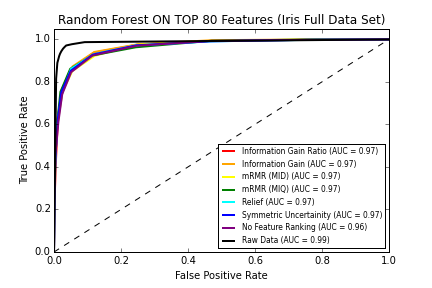 Random Forest ON TOP 80 Features (Iris Full Data Set)
1.0
0.8
0.6
0.4
0.2
0.0
True Positive Rate
Information Gain Ratio (AUC = 0.97)
Information Gain (AUC = 0.97)
mRMR (MID) (AUC = 0.97)
mRMR (MIQ) (AUC = 0.97)
Relief (AUC = 0.97)
Symmetric Uncertainity (AUC = 0.97)
No Feature Ranking (AUC = 0.96)
Raw Data (AUC = 0.99)
0.0 0.2 0.4 0.6 0.8 1.0
False Positive Rate